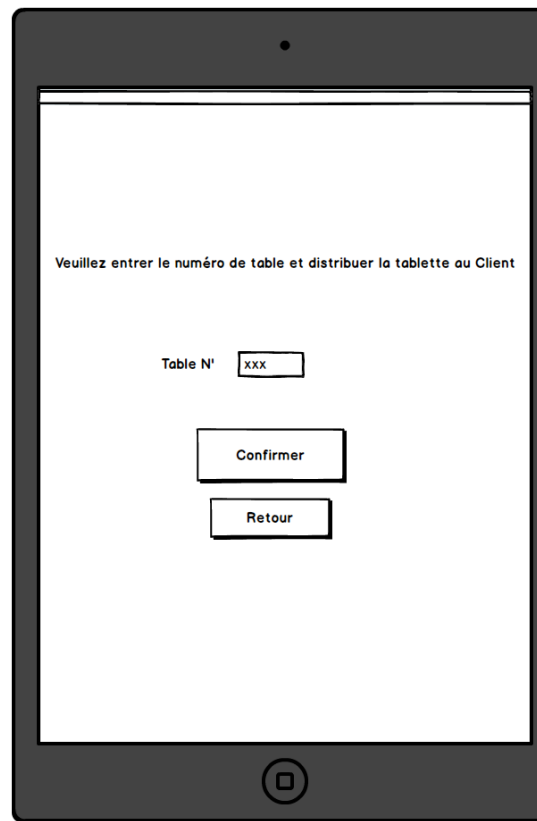 Veuillez entrer le numéro de table et distribuer la tablette au Client
Table N' xxx
Confirmer
Retour